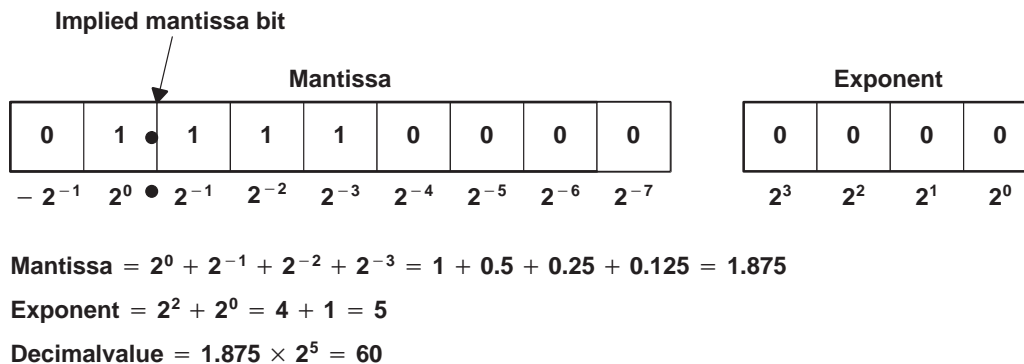 Implied mantissa bit
Mantissa Exponent
0 1 • 1 1 1 0 0 0 0 0 0 0 0
− 2⁻¹ 2⁰ • 2⁻¹ 2⁻² 2⁻³ 2⁻⁴ 2⁻⁵ 2⁻⁶ 2⁻⁷ 2³ 2² 2¹ 2⁰
Mantissa = 2⁰ + 2⁻¹ + 2⁻² + 2⁻³ = 1 + 0.5 + 0.25 + 0.125 = 1.875
Exponent = 2² + 2⁰ = 4 + 1 = 5
Decimalvalue = 1.875 × 2⁵ = 60